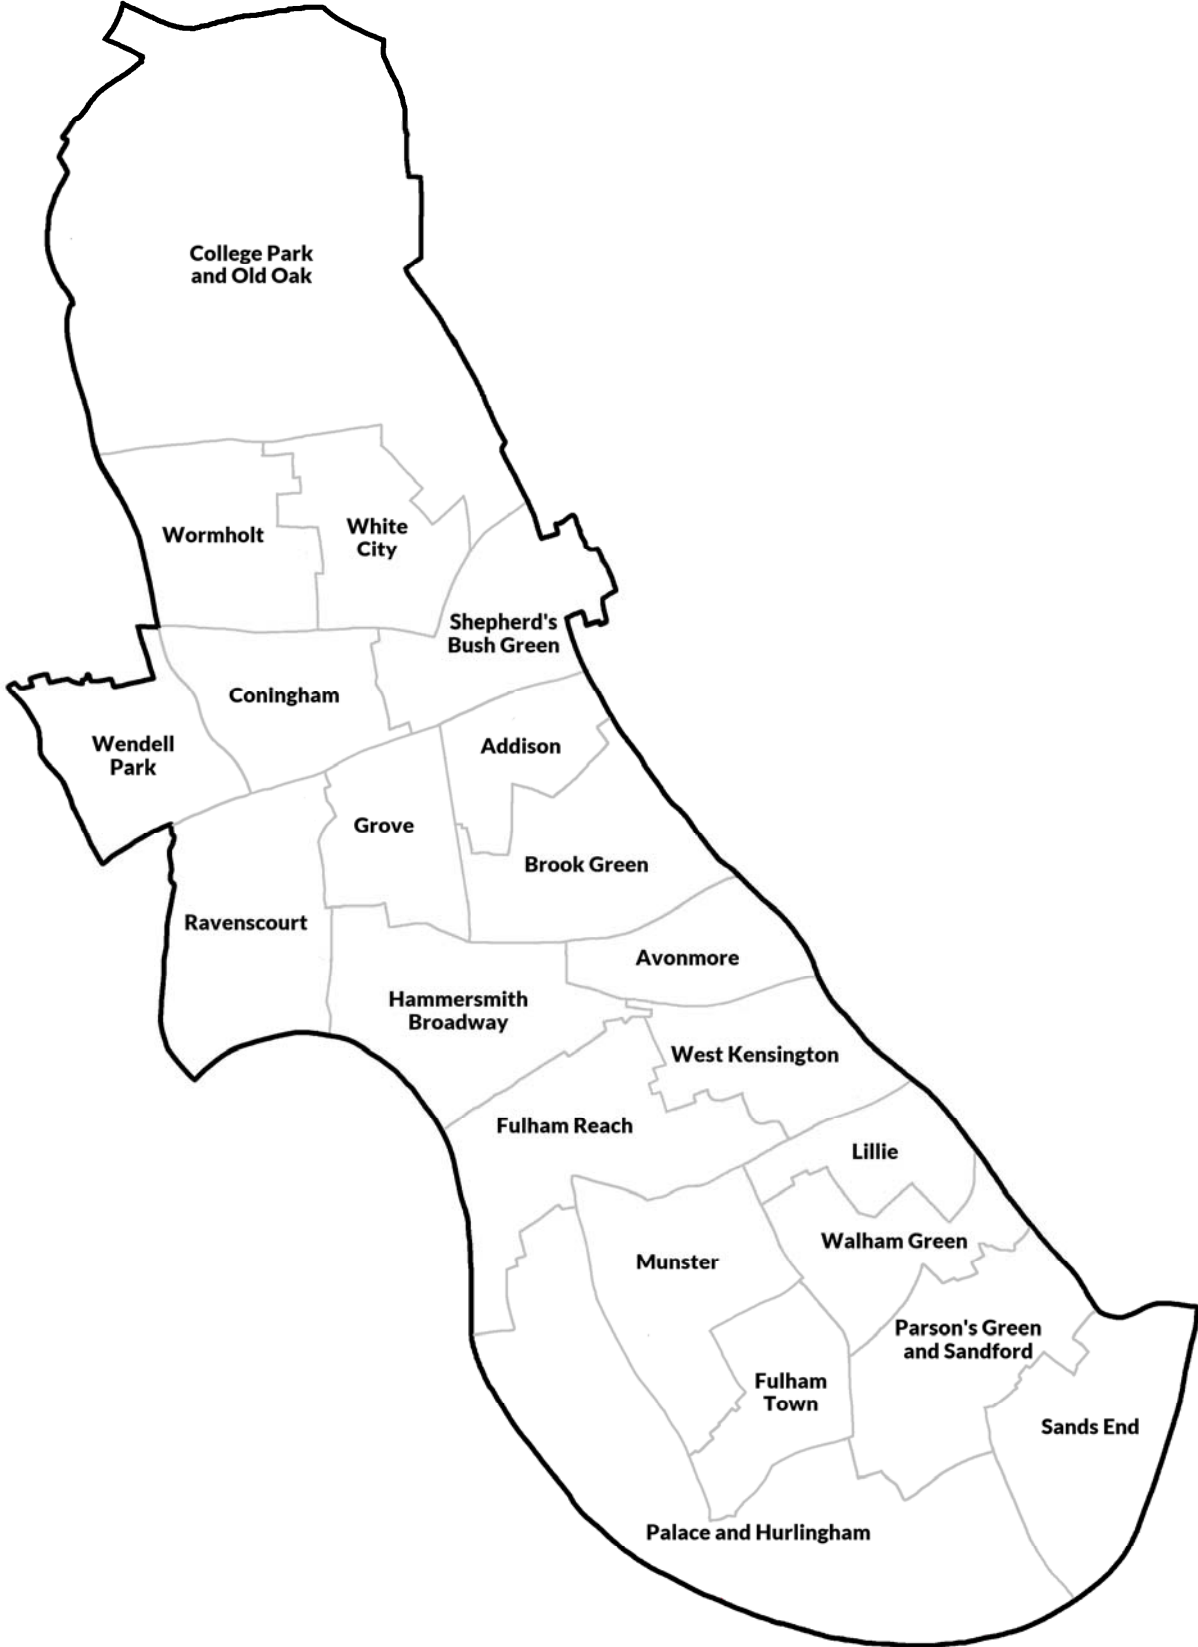 College Park
and Old Oak
Wormholt
White
City
Shepherd's
Bush Green
Coningham
Wendell
Park
Addison
Grove
Brook Green
Ravenscourt
Avonmore
Hammersmith
Broadway
West Kensington
Fulham Reach
Lillie
Walham Green
Munster
Parson's Green
and Sandford
Fulham
Town
Sands End
Palace and Hurlingham